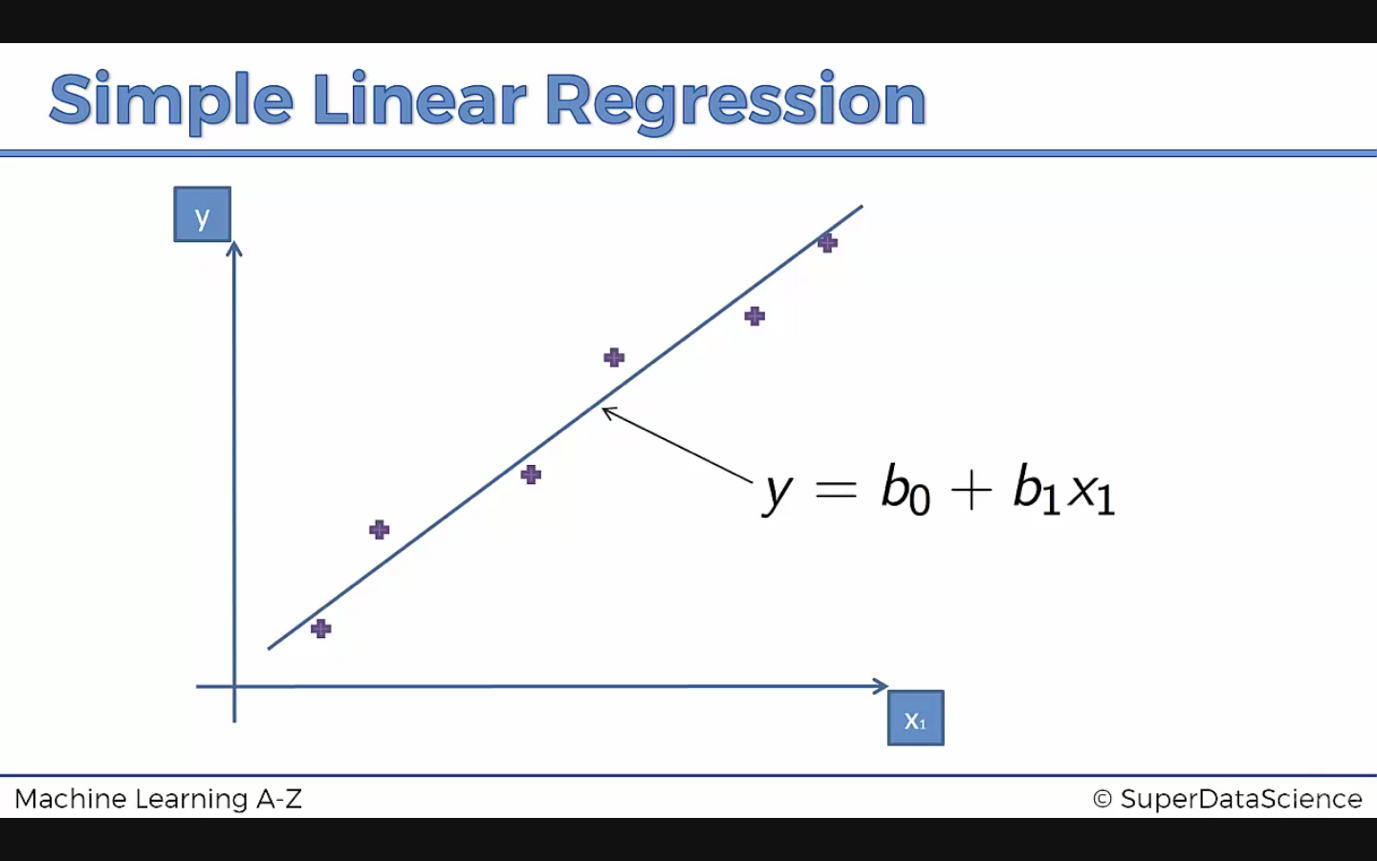 Simple Linear Regression
y
y = b₀ + b₁x₁
x₁
Machine Learning A-Z
© SuperDataScience